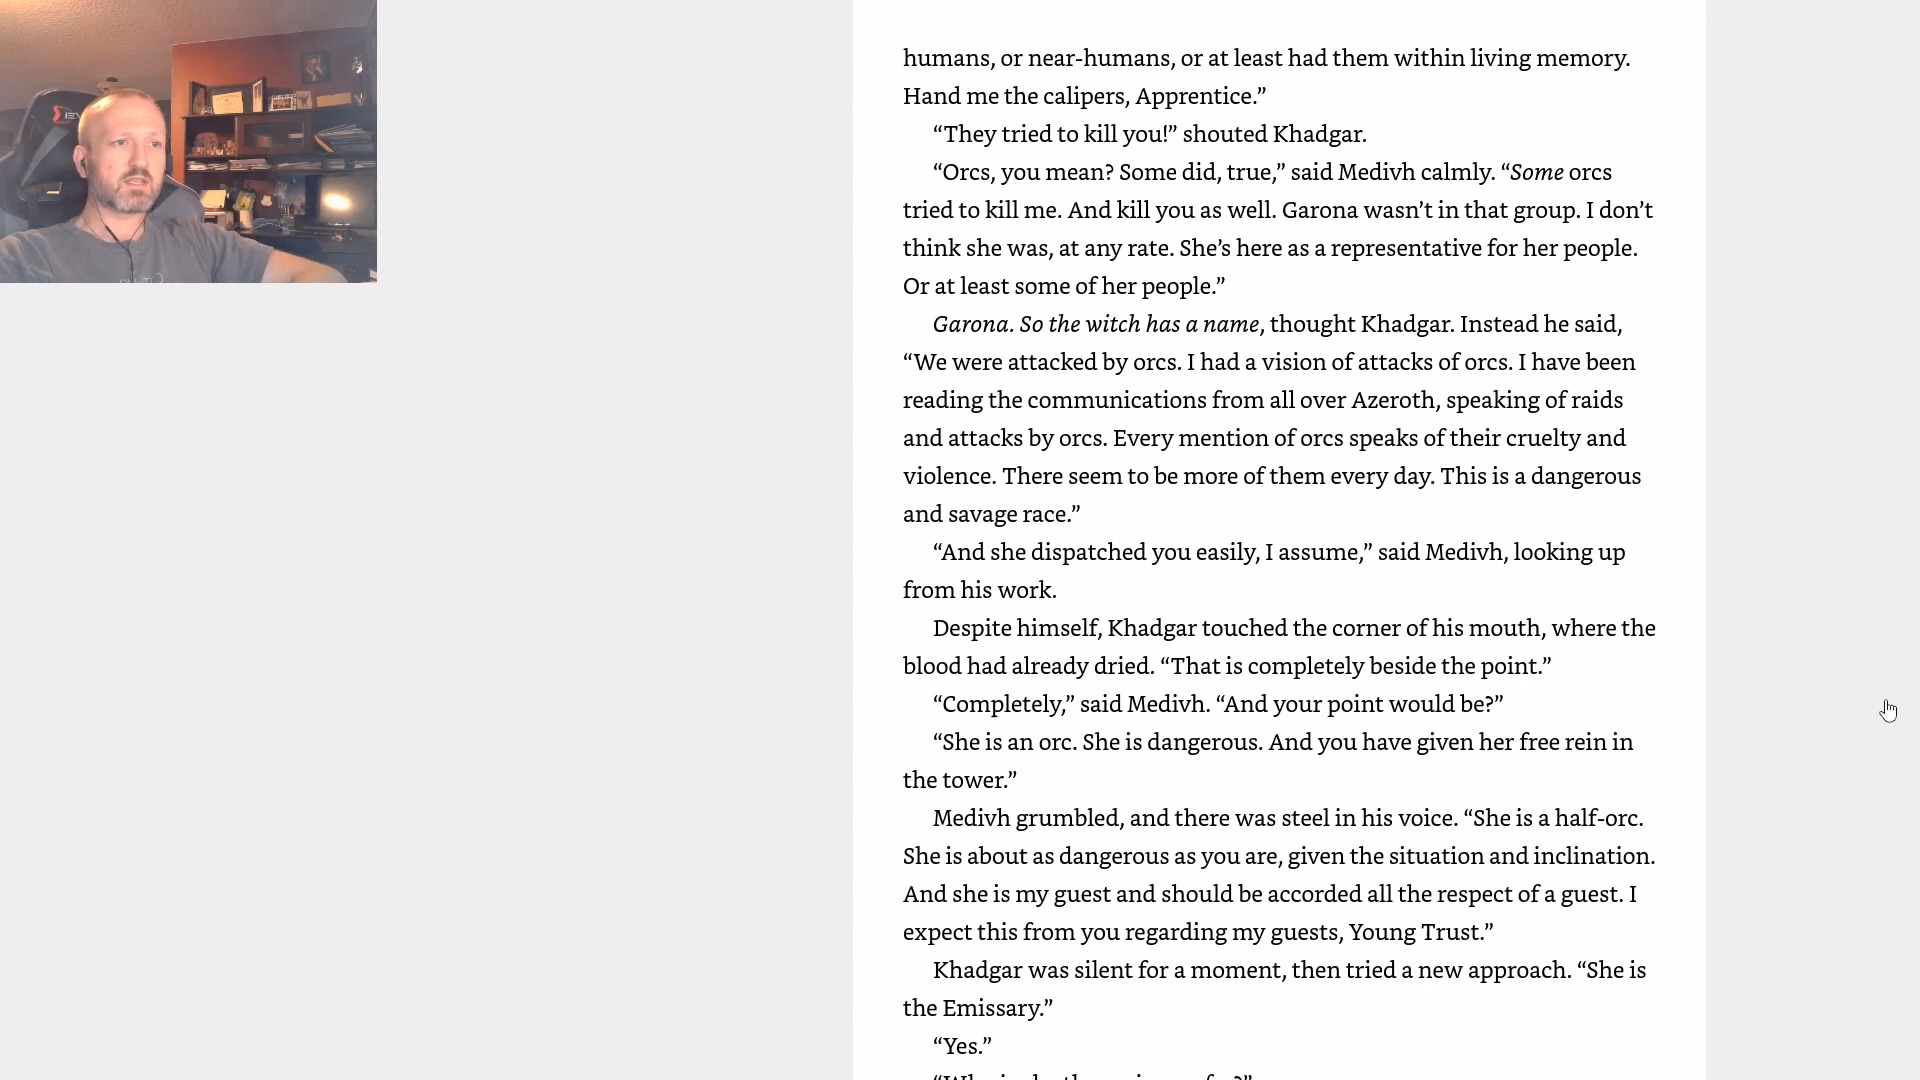 humans, or near-humans, or at least had them within living memory.
Hand me the calipers, Apprentice.”
“They tried to kill you!” shouted Khadgar.
“Orcs, you mean? Some did, true,” said Medivh calmly. “Some orcs
tried to kill me. And kill you as well. Garona wasn’t in that group. I don’t
think she was, at any rate. She’s here as a representative for her people.
Or at least some of her people.”
Garona. So the witch has a name, thought Khadgar. Instead he said,
“We were attacked by orcs. I had a vision of attacks of orcs. I have been
reading the communications from all over Azeroth, speaking of raids
and attacks by orcs. Every mention of orcs speaks of their cruelty and
violence. There seem to be more of them every day. This is a dangerous
and savage race.”
“And she dispatched you easily, I assume,” said Medivh, looking up
from his work.
Despite himself, Khadgar touched the corner of his mouth, where the
blood had already dried. “That is completely beside the point.”
“Completely,” said Medivh. “And your point would be?”
“She is an orc. She is dangerous. And you have given her free rein in
the tower.”
Medivh grumbled, and there was steel in his voice. “She is a half-orc.
She is about as dangerous as you are, given the situation and inclination.
And she is my guest and should be accorded all the respect of a guest. I
expect this from you regarding my guests, Young Trust.”
Khadgar was silent for a moment, then tried a new approach. “She is
the Emissary.”
“Yes.”